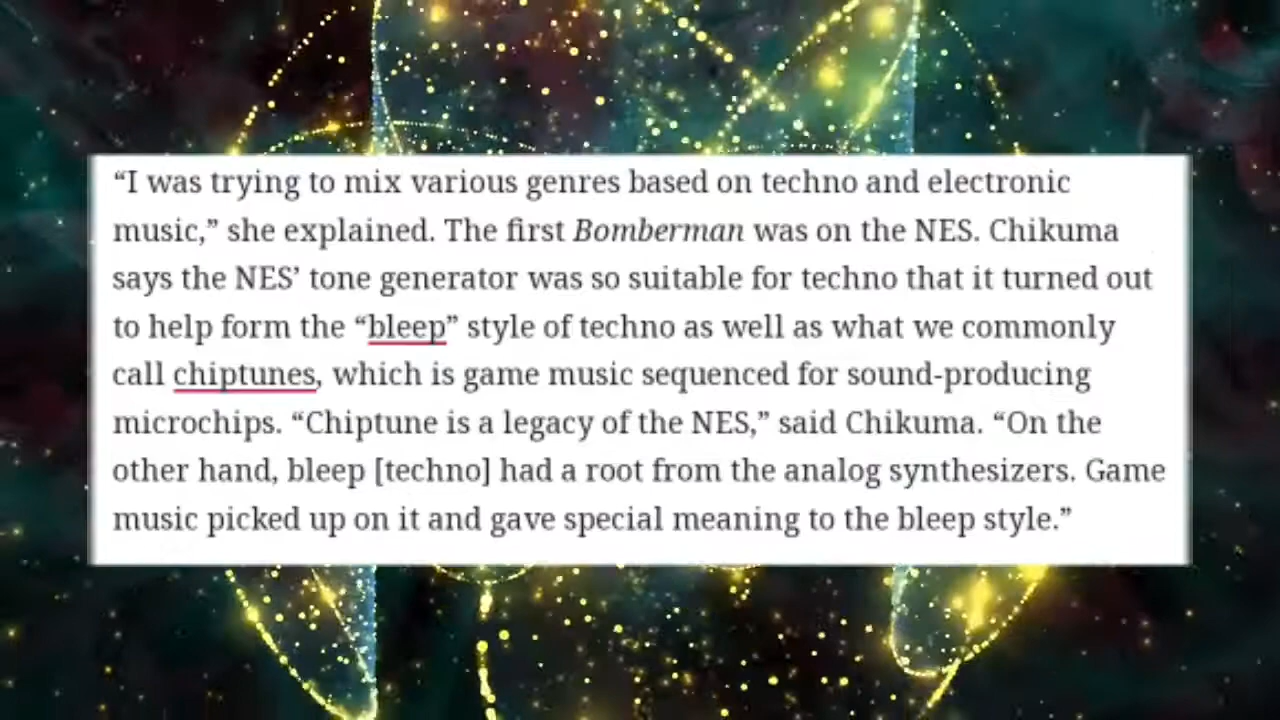 “I was trying to mix various genres based on techno and electronic
music,” she explained. The first Bomberman was on the NES. Chikuma
says the NES’ tone generator was so suitable for techno that it turned out
to help form the “bleep” style of techno as well as what we commonly
call chiptunes, which is game music sequenced for sound-producing
microchips. “Chiptune is a legacy of the NES,” said Chikuma. “On the
other hand, bleep [techno] had a root from the analog synthesizers. Game
music picked up on it and gave special meaning to the bleep style.”